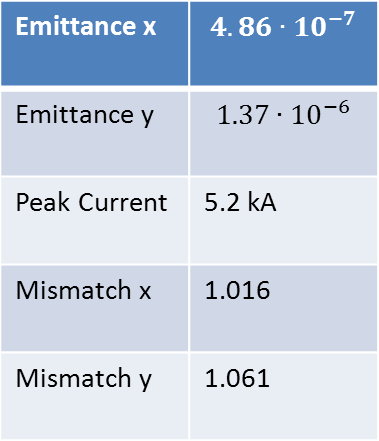 Emittance x 4.86 · 10⁻⁷
Emittance y 1.37 · 10⁻⁶
Peak Current 5.2 kA
Mismatch x 1.016
Mismatch y 1.061